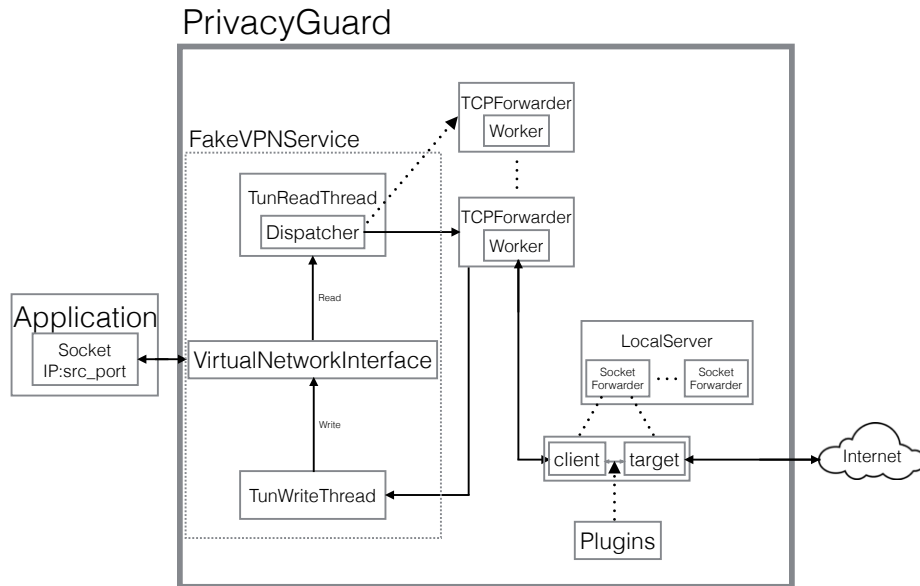 PrivacyGuard
TCPForwarder
Worker
FakeVPNService
TunReadThread
Dispatcher
TCPForwarder
Worker
Read
Application
Socket
IP:src_port
VirtualNetworkInterface
LocalServer
Socket
Forwarder
Socket
Forwarder
Write
client
target
Internet
TunWriteThread
Plugins